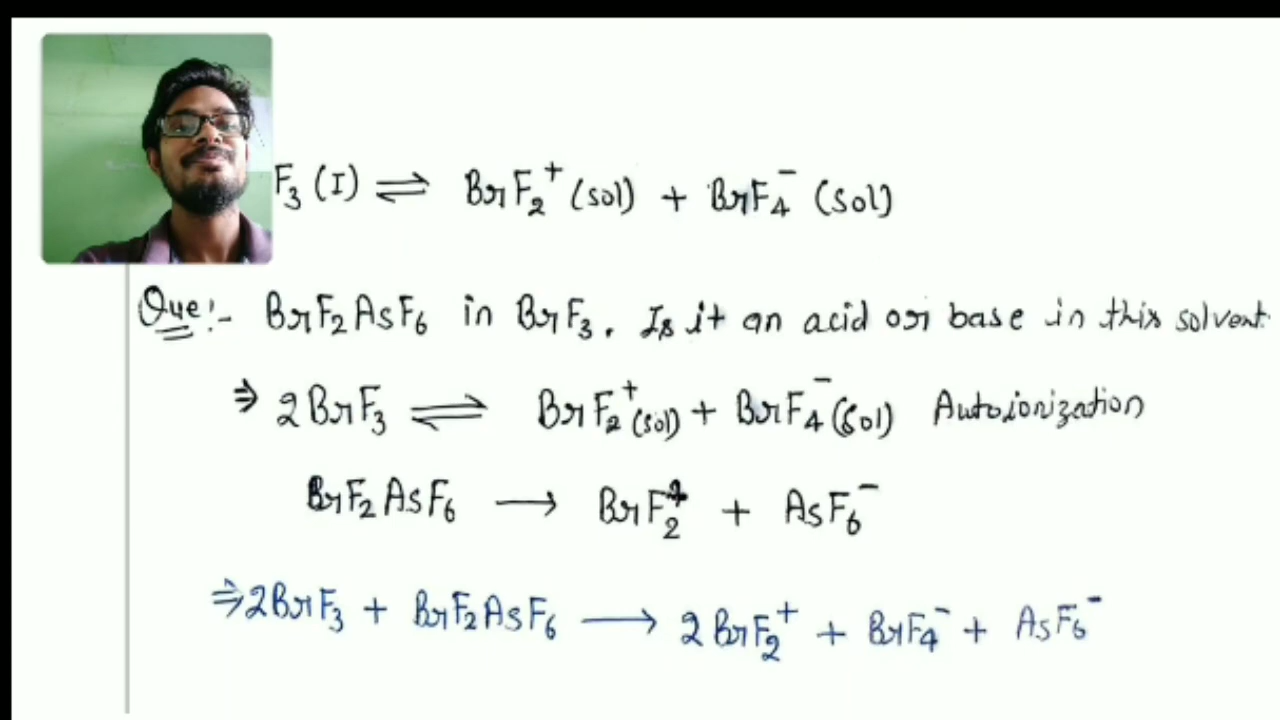 F₃ (I) ⇌ BrF₂⁺ (sol) + BrF₄⁻ (sol)
Que:- BrF₂AsF₆ in BrF₃. Is it an acid or base in this solvent.
⇒ 2BrF₃ ⇌ BrF₂⁺(sol) + BrF₄⁻(sol) Autoionization
BrF₂AsF₆ → BrF₂⁺ + AsF₆⁻
⇒ 2BrF₃ + BrF₂AsF₆ → 2BrF₂⁺ + BrF₄⁻ + AsF₆⁻